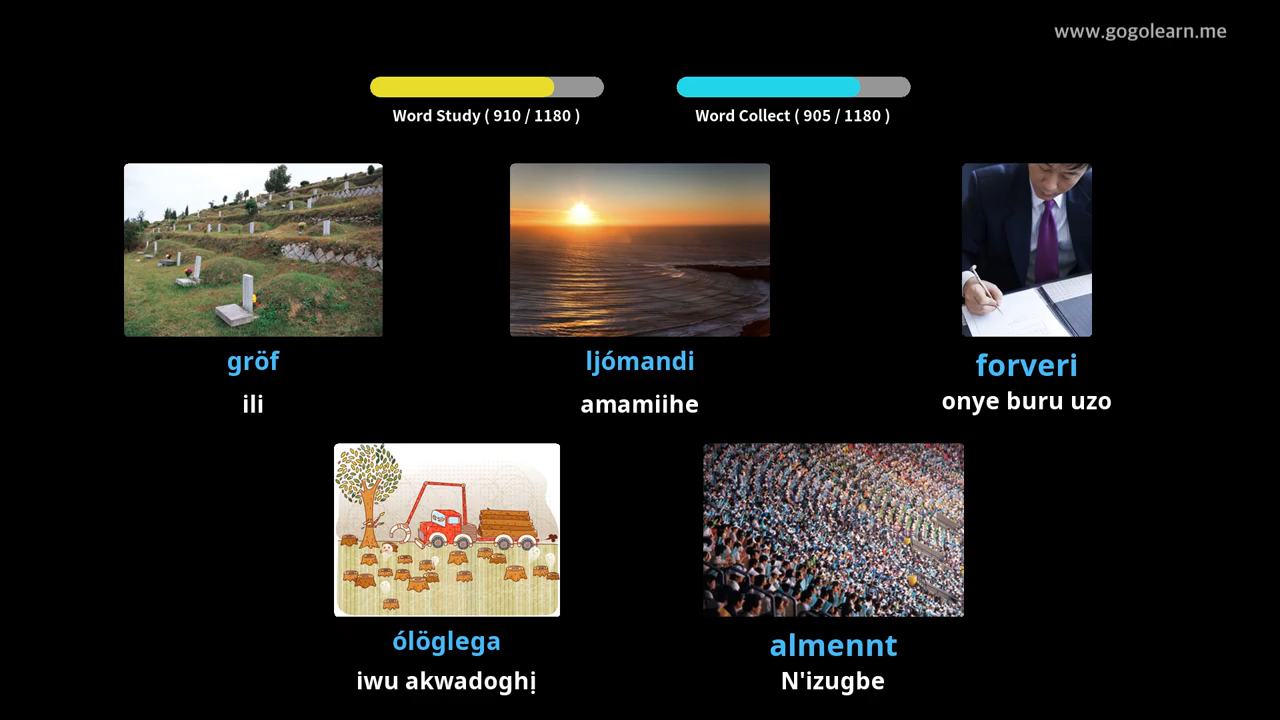 www.gogolearn.me
Word Study ( 910 / 1180 )
Word Collect ( 905 / 1180 )
gröf
ili
ljómandi
amamiihe
forveri
onye buru uzo
ólöglega
iwu akwadoghị
almennt
N'izugbe